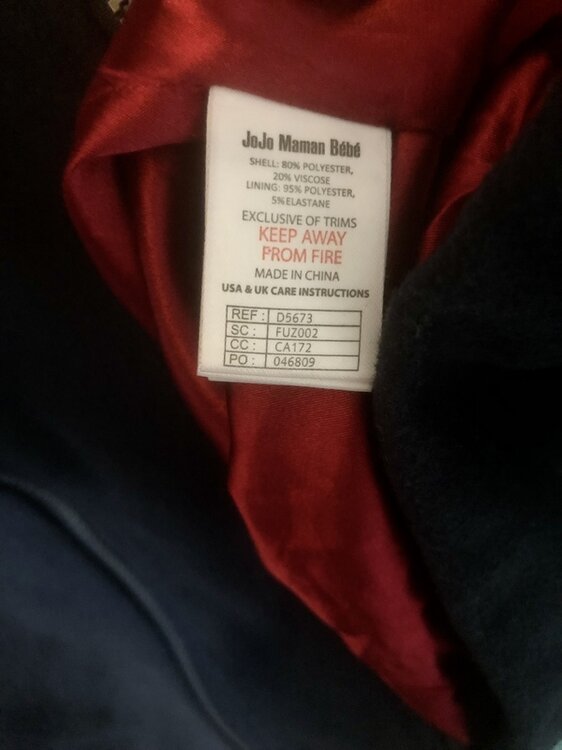 JoJo Maman Bébé
SHELL: 80% POLYESTER,
20% VISCOSE
LINING: 95% POLYESTER,
5% ELASTANE
EXCLUSIVE OF TRIMS
KEEP AWAY
FROM FIRE
MADE IN CHINA
USA & UK CARE INSTRUCTIONS
REF : D5673
SC : FUZ002
CC : CA172
PO : 046809